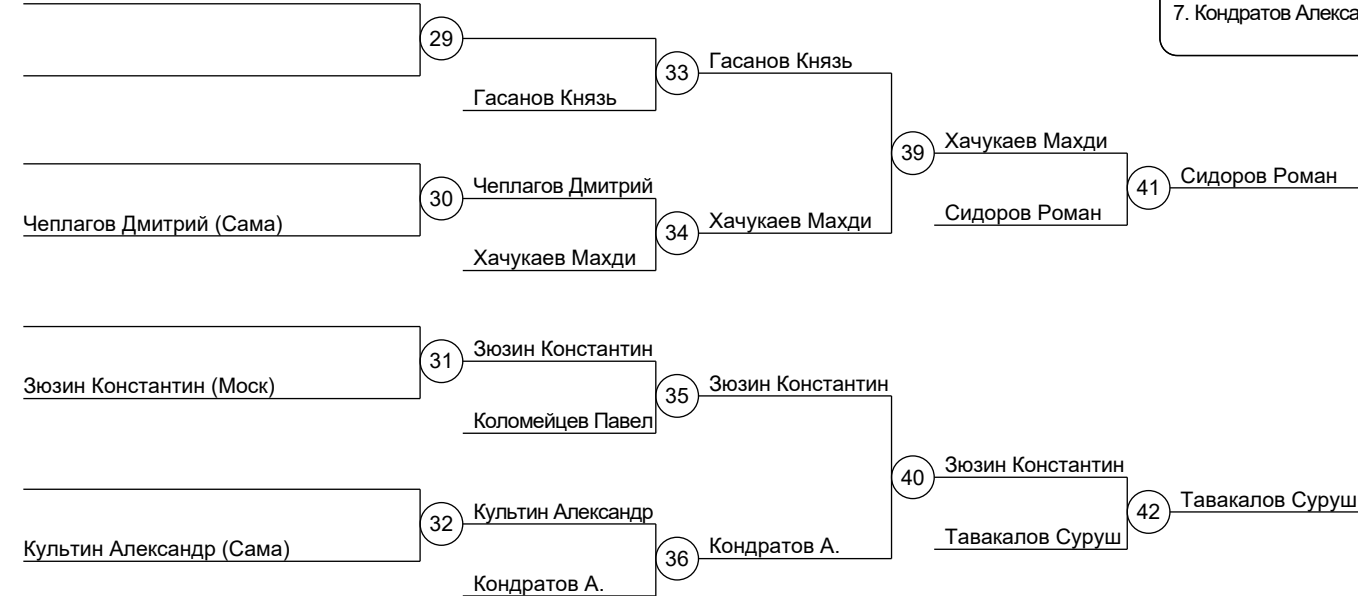 7. Кондратов Алекса
29
Гасанов Князь
33
Гасанов Князь
Чеплагов Дмитрий (Сама)
30
Чеплагов Дмитрий
Хачукаев Махди
34
Хачукаев Махди
39
Хачукаев Махди
Сидоров Роман
41
Сидоров Роман
Зюзин Константин (Моск)
31
Зюзин Константин
Коломейцев Павел
35
Зюзин Константин
Культин Александр (Сама)
32
Культин Александр
Кондратов А.
36
Кондратов А.
40
Зюзин Константин
Тавакалов Суруш
42
Тавакалов Суруш